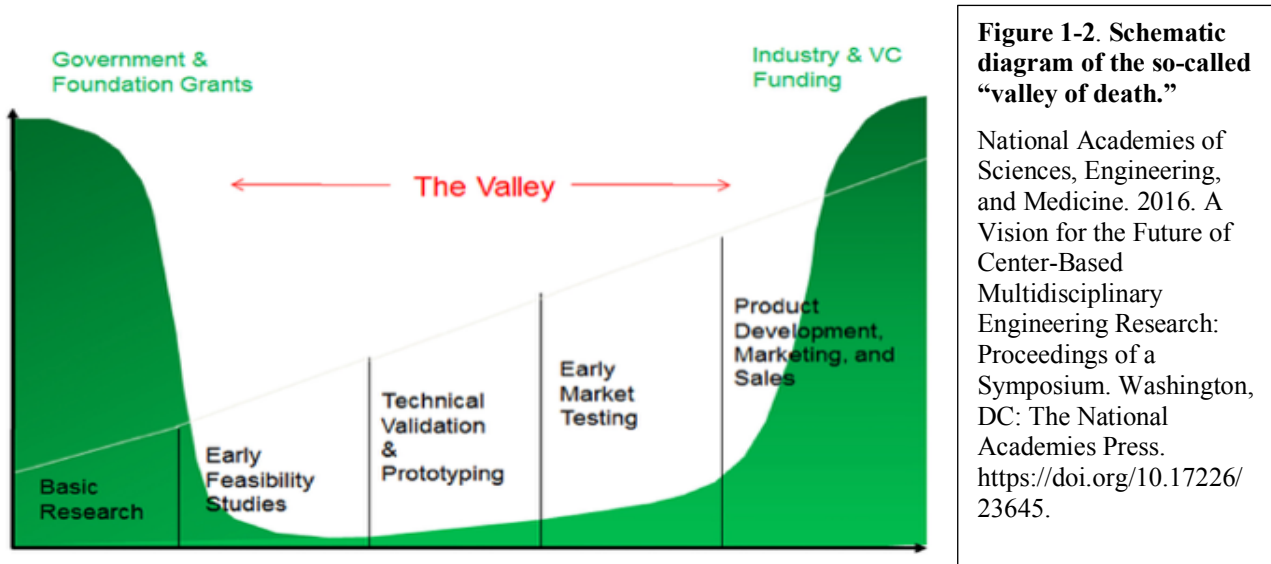 Government &
Foundation Grants
Industry & VC
Funding
The Valley
Basic
Research
Early
Feasibility
Studies
Technical
Validation
&
Prototyping
Early
Market
Testing
Product
Development,
Marketing, and
Sales
Figure 1-2. Schematic
diagram of the so-called
“valley of death.”
National Academies of
Sciences, Engineering,
and Medicine. 2016. A
Vision for the Future of
Center-Based
Multidisciplinary
Engineering Research:
Proceedings of a
Symposium. Washington,
DC: The National
Academies Press.
https://doi.org/10.17226/
23645.